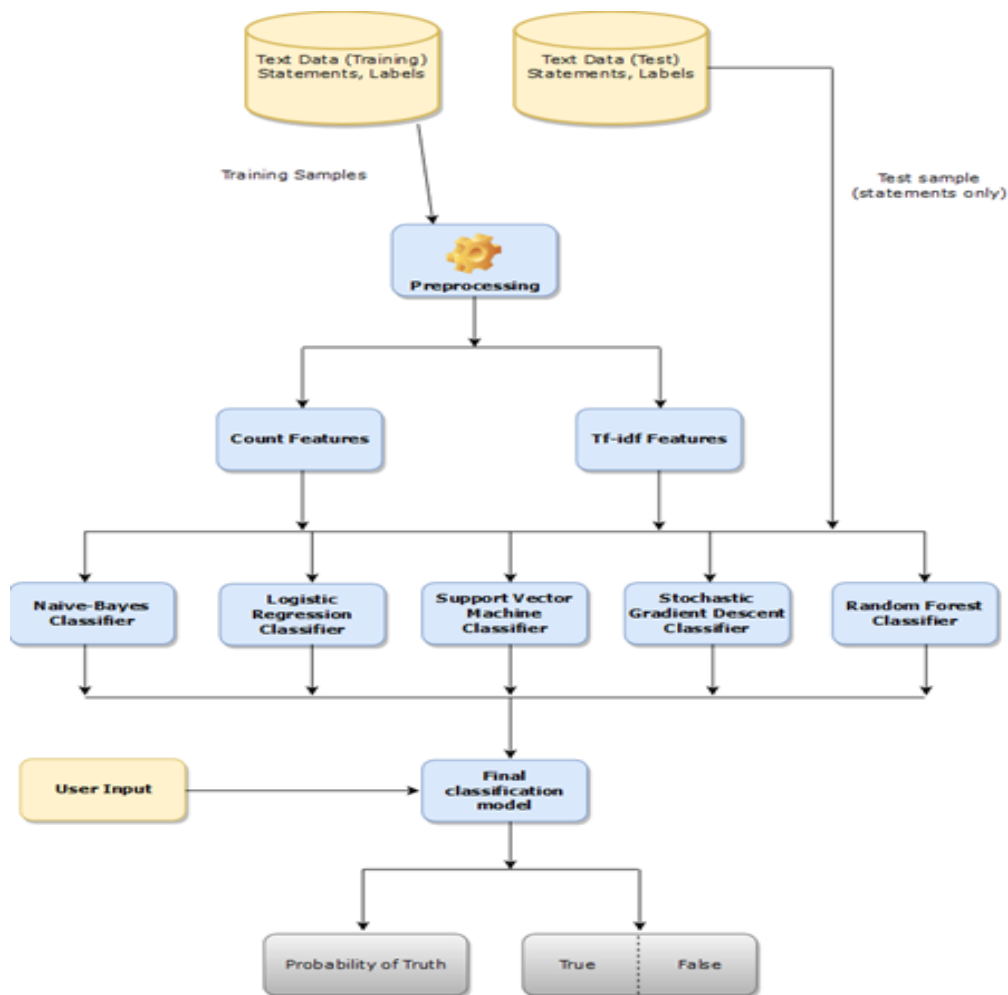 Text Data (Training)
Statements, Labels
Text Data (Test)
Statements, Labels
Training Samples
Test sample
(statements only)
Preprocessing
Count Features
Tf-idf Features
Naive-Bayes
Classifier
Logistic
Regression
Classifier
Support Vector
Machine
Classifier
Stochastic
Gradient Descent
Classifier
Random Forest
Classifier
User Input
Final
classification
model
Probability of Truth
True
False